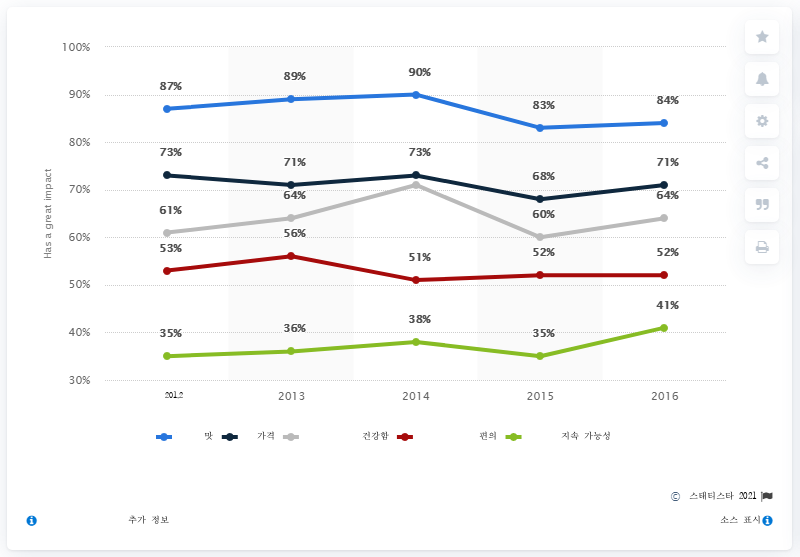 100%
90%
80%
70%
60%
50%
40%
30%
Has a great impact
87% 89% 90% 83% 84%
73% 71% 73% 68% 71%
61% 64% 60% 64%
53% 56% 51% 52% 52%
35% 36% 38% 35% 41%
2012 2013 2014 2015 2016
맛 가격 건강함 편의 지속 가능성
© 스태티스타 2021
추가 정보 소스 표시